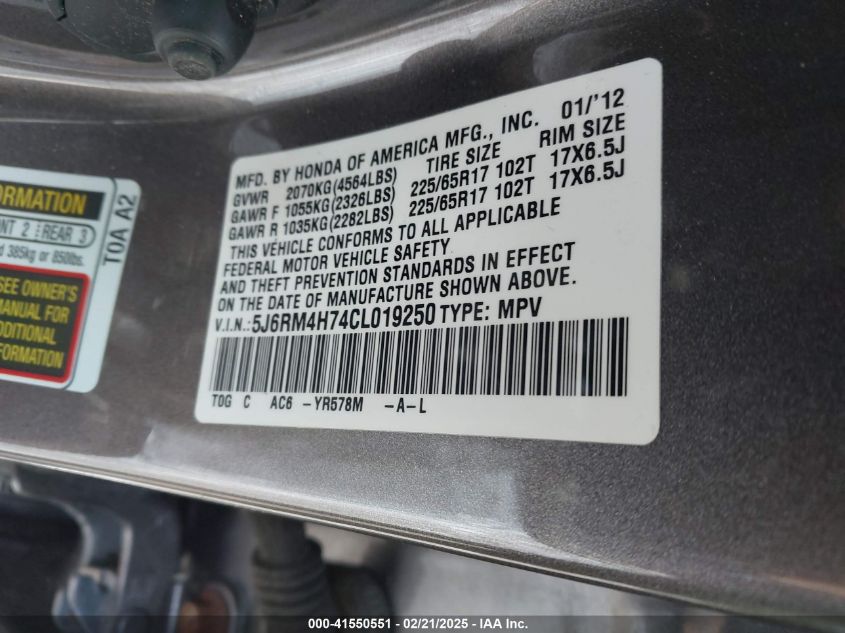 ORMATION
NT 2 REAR 3
d 385kg or 850lbs.
SEE OWNER'S
MANUAL FOR
DDITIONAL
FORMATION
T0A A2
MFD. BY HONDA OF AMERICA MFG., INC. 01/'12
GVWR 2070KG(4564LBS) TIRE SIZE RIM SIZE
GAWR F 1055KG(2326LBS) 225/65R17 102T 17X6.5J
GAWR R 1035KG(2282LBS) 225/65R17 102T 17X6.5J
THIS VEHICLE CONFORMS TO ALL APPLICABLE
FEDERAL MOTOR VEHICLE SAFETY
AND THEFT PREVENTION STANDARDS IN EFFECT
ON THE DATE OF MANUFACTURE SHOWN ABOVE.
V.I.N.:5J6RM4H74CL019250 TYPE: MPV
T0G C AC6 -YR578M -A-L
000-41550551 - 02/21/2025 - IAA Inc.